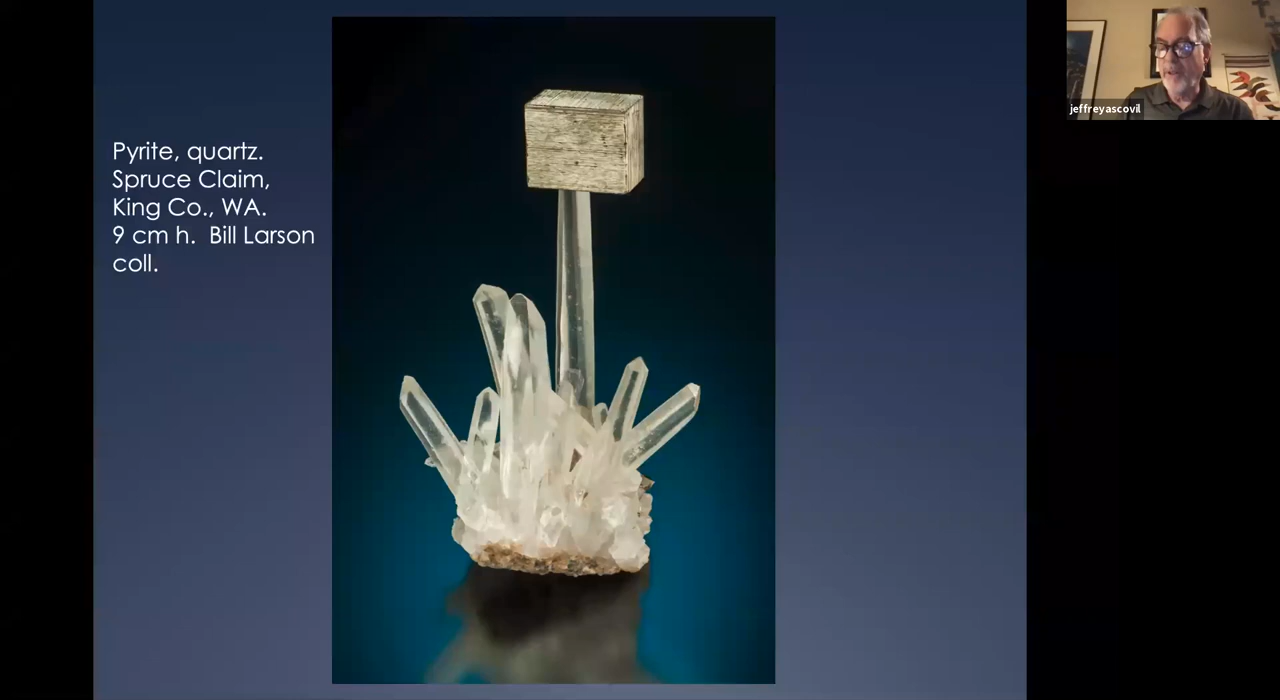 Pyrite, quartz.
Spruce Claim,
King Co., WA.
9 cm h.  Bill Larson
coll.
jeffreyascovil